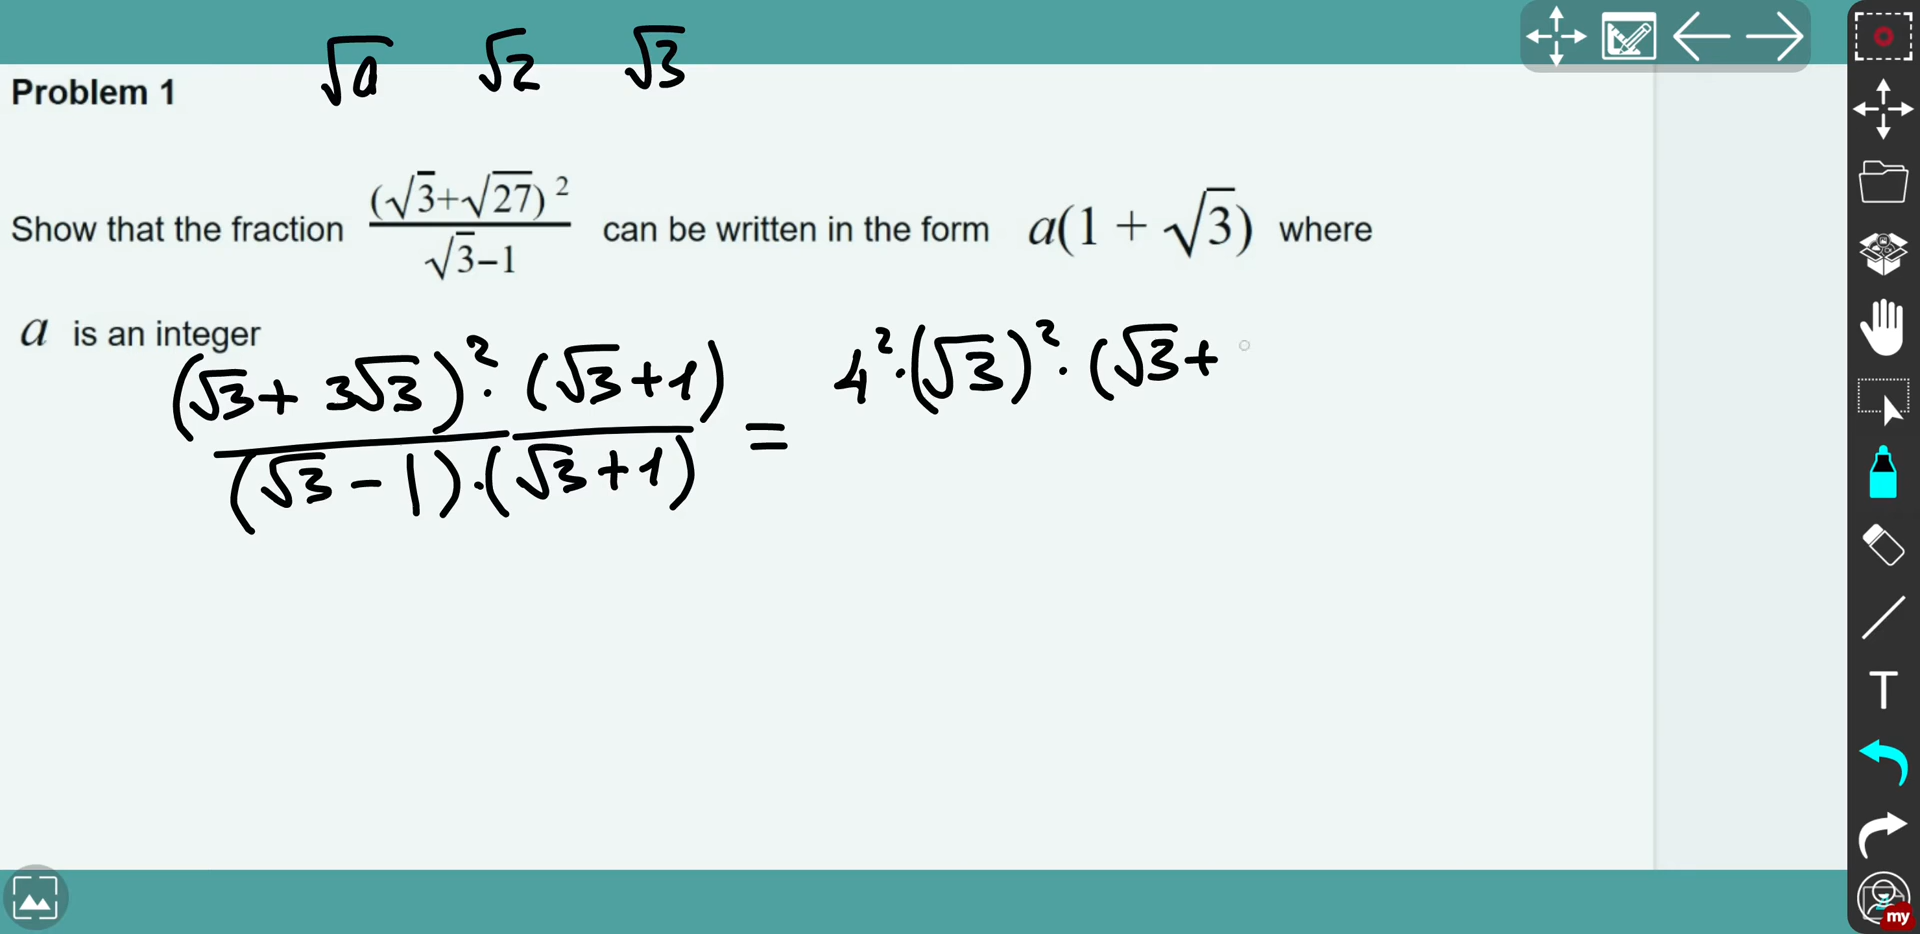 √a √2 √3
Problem 1
Show that the fraction (√3+√27)² / √3−1 can be written in the form a(1 + √3) where
a is an integer
(√3 + 3√3)² · (√3 + 1) / (√3 − 1) · (√3 + 1) = 4² · (√3)² · (√3 +
T
my